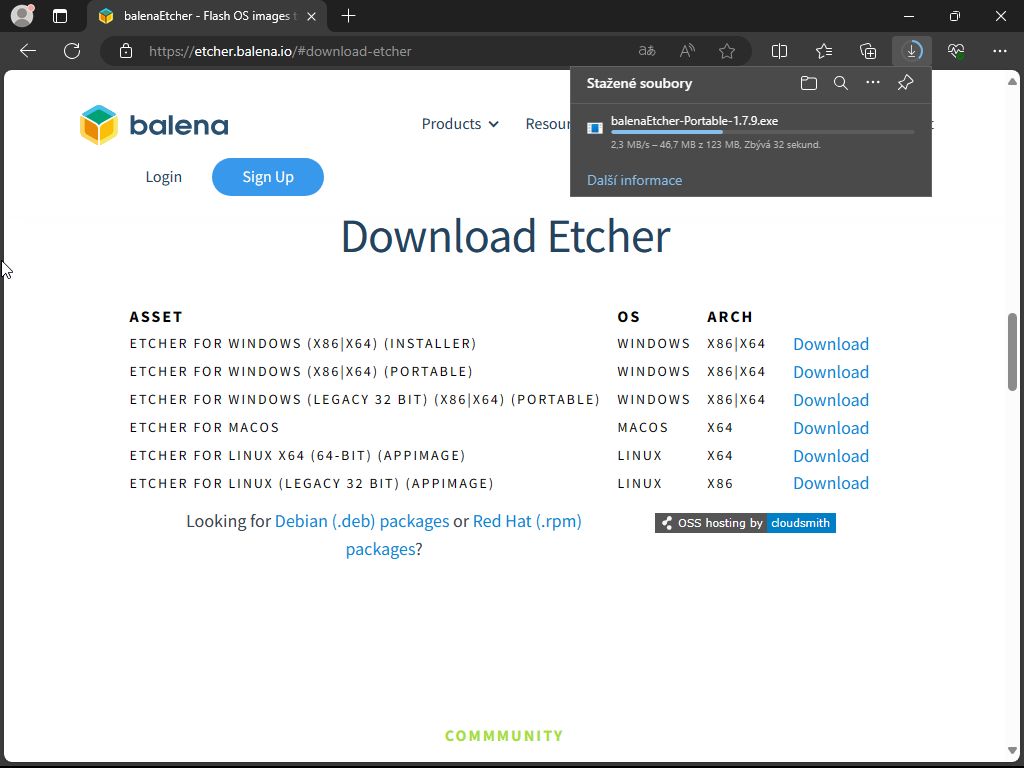 balenaEtcher - Flash OS images t
https://etcher.balena.io/#download-etcher
Stažené soubory
balenaEtcher-Portable-1.7.9.exe
2,3 MB/s – 46,7 MB z 123 MB, Zbývá 32 sekund.
Další informace
balena
Products
Resour
Login
Sign Up
Download Etcher
ASSET OS ARCH
ETCHER FOR WINDOWS (X86|X64) (INSTALLER) WINDOWS X86|X64 Download
ETCHER FOR WINDOWS (X86|X64) (PORTABLE) WINDOWS X86|X64 Download
ETCHER FOR WINDOWS (LEGACY 32 BIT) (X86|X64) (PORTABLE) WINDOWS X86|X64 Download
ETCHER FOR MACOS MACOS X64 Download
ETCHER FOR LINUX X64 (64-BIT) (APPIMAGE) LINUX X64 Download
ETCHER FOR LINUX (LEGACY 32 BIT) (APPIMAGE) LINUX X86 Download
Looking for Debian (.deb) packages or Red Hat (.rpm)
packages?
OSS hosting by cloudsmith
COMMMUNITY